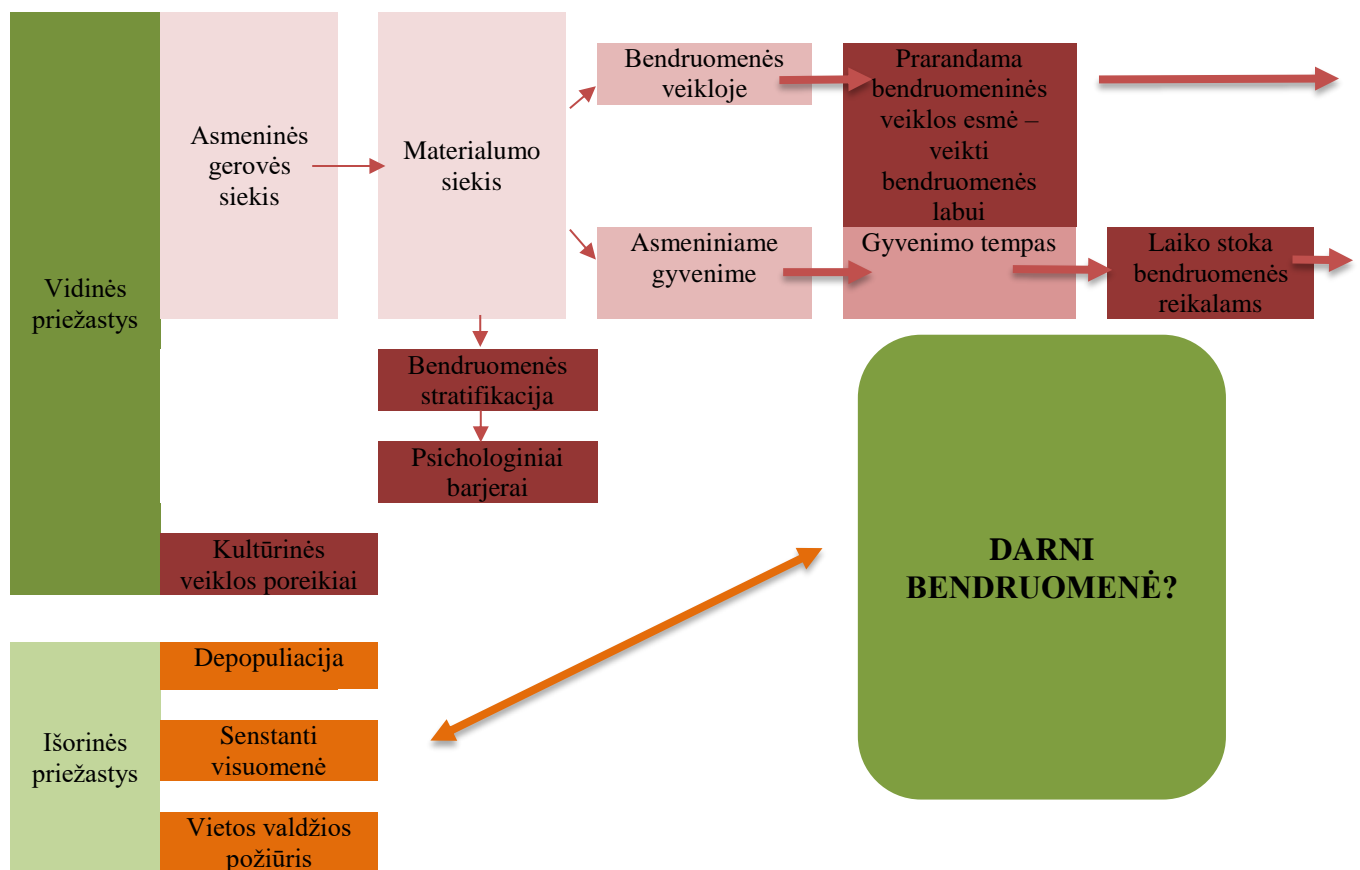 Vidinės
priežastys
Asmeninės
gerovės
siekis
Materialumo
siekis
Bendruomenės
veikloje
Prarandama
bendruomeninės
veiklos esmė –
veikti
bendruomenės
labui
Asmeniniame
gyvenime
Gyvenimo tempas
Laiko stoka
bendruomenės
reikalams
Bendruomenės
stratifikacija
Psichologiniai
barjerai
Kultūrinės
veiklos poreikiai
DARNI
BENDRUOMENĖ?
Išorinės
priežastys
Depopuliacija
Senstanti
visuomenė
Vietos valdžios
požiūris